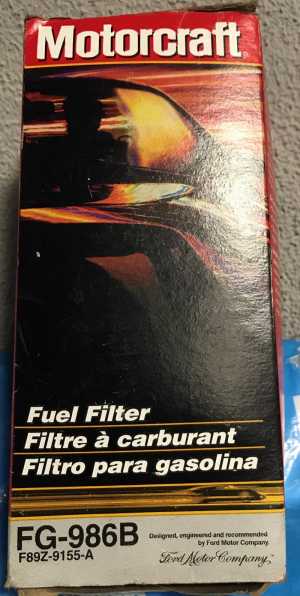 Motorcraft
Fuel Filter
Filtre à carburant
Filtro para gasolina
FG-986B
F89Z-9155-A
Designed, engineered and recommended
by Ford Motor Company.
Ford Motor Company,